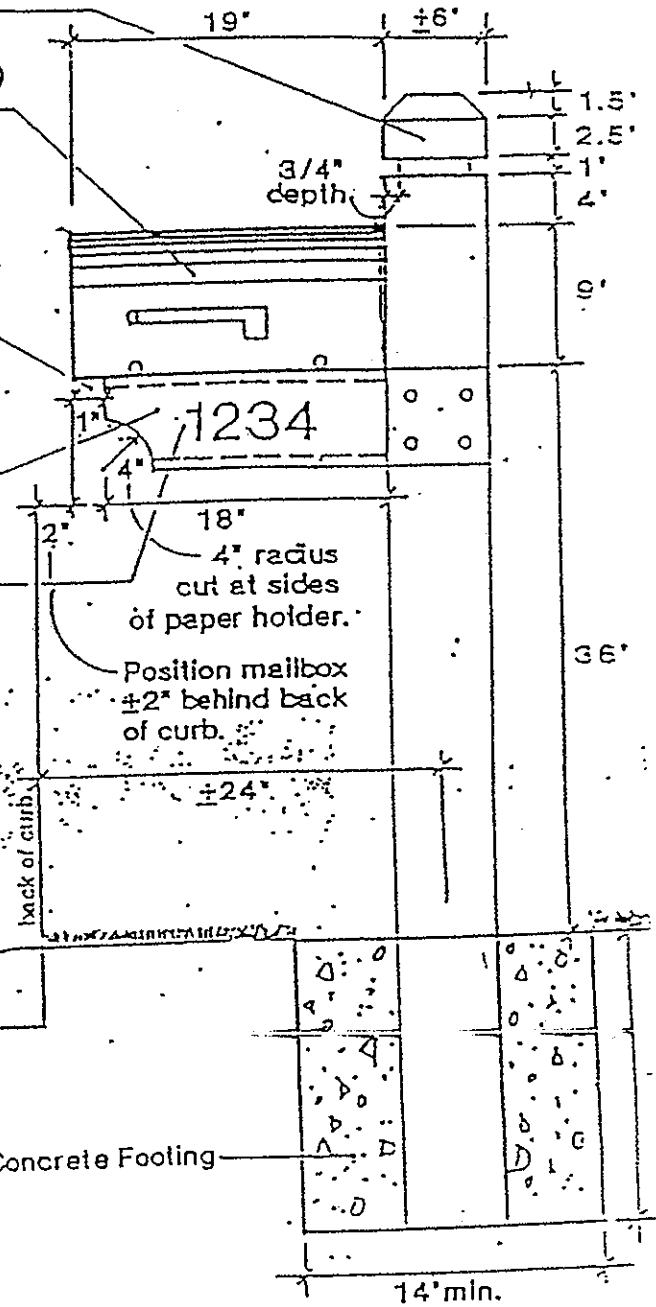 19"
±6"
1.5"
2.5"
1"
4"
3/4"
depth.
9"
1"
1234
4"
2"
18"
4" radius
cut at sides
of paper holder.
Position mailbox
±2" behind back
of curb.
36"
±24"
back of curb
Concrete Footing
14"min.